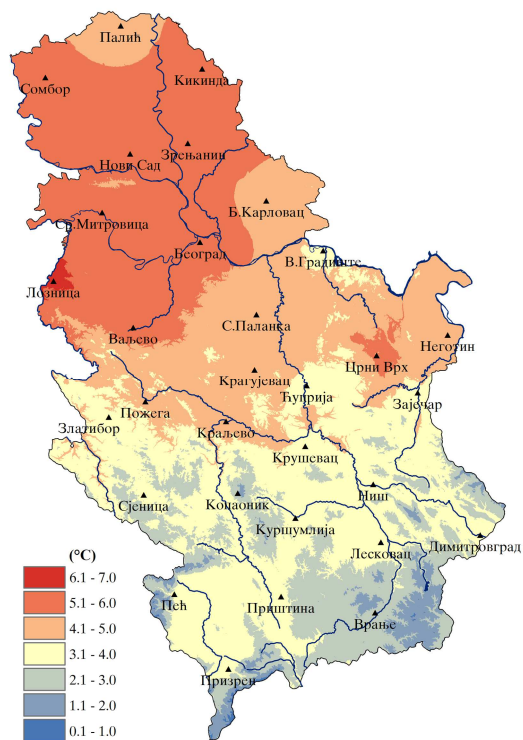 Палић
Кикинда
Сомбор
Зрењанин
Нови Сад
Б.Карловац
Ср.Митровица
Београд
В.Градиште
Лозница
С.Паланка
Ваљево
Неготин
Црни Врх
Крагујевац
Ћуприја
Зајечар
Пожега
Златибор
Краљево
Крушевац
Ниш
Сјеница
Копаоник
Куршумлија
Лесковац
Димитровград
(°C)
6.1 - 7.0
5.1 - 6.0
Пећ
Приштина
4.1 - 5.0
Врање
3.1 - 4.0
2.1 - 3.0
Призрен
1.1 - 2.0
0.1 - 1.0